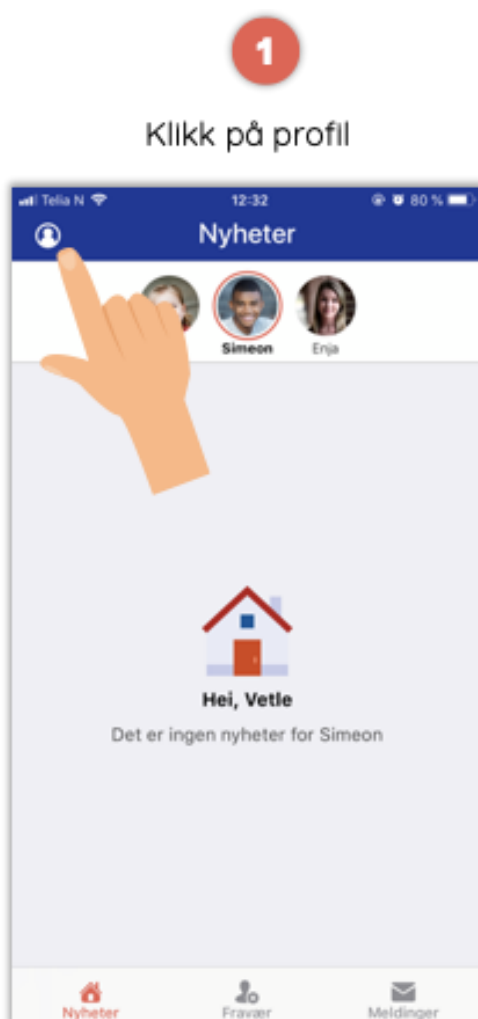 1
Klikk på profil
Telia N
12:32
80 %
Nyheter
Simeon
Enja
Hei, Vetle
Det er ingen nyheter for Simeon
Nyheter
Fravær
Meldinger